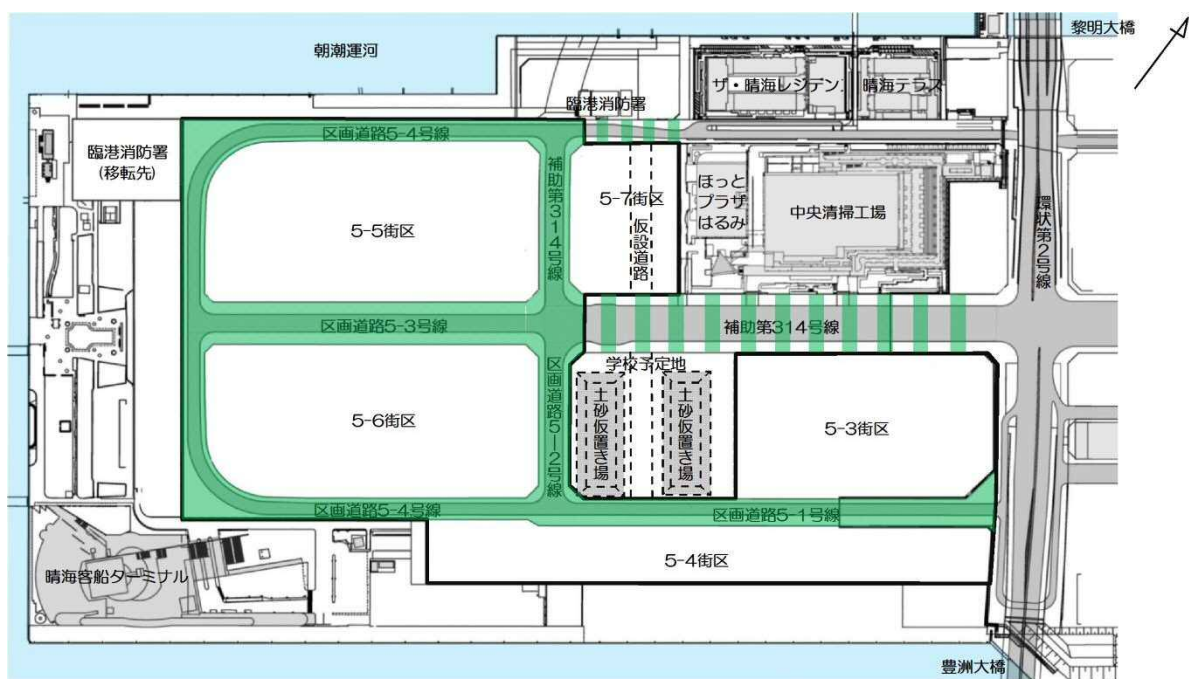 黎明大橋
朝潮運河
ザ・晴海レジデンス
晴海テラス
臨港消防署
区画道路5-4号線
臨港消防署
(移転先)
補助第314号線
5-7街区
仮設道路
ほっと
プラザ
はるみ
中央清掃工場
環状第2号線
5-5街区
区画道路5-3号線
補助第314号線
学校予定地
区画道路5-2号線
土砂仮置き場
土砂仮置き場
5-6街区
5-3街区
区画道路5-4号線
区画道路5-1号線
5-4街区
晴海客船ターミナル
豊洲大橋